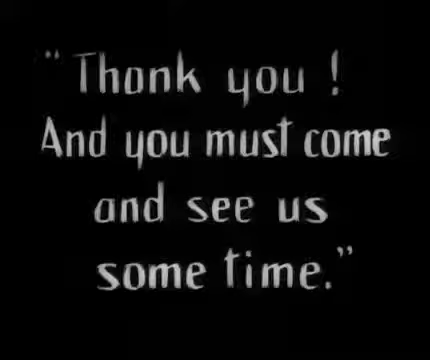 "Thank you!
And you must come
and see us
some time."